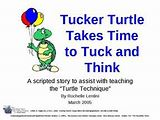 Tucker Turtle
Takes Time
to Tuck and
Think
A scripted story to assist with teaching
the "Turtle Technique"
By Rochelle Lentini
March 2005